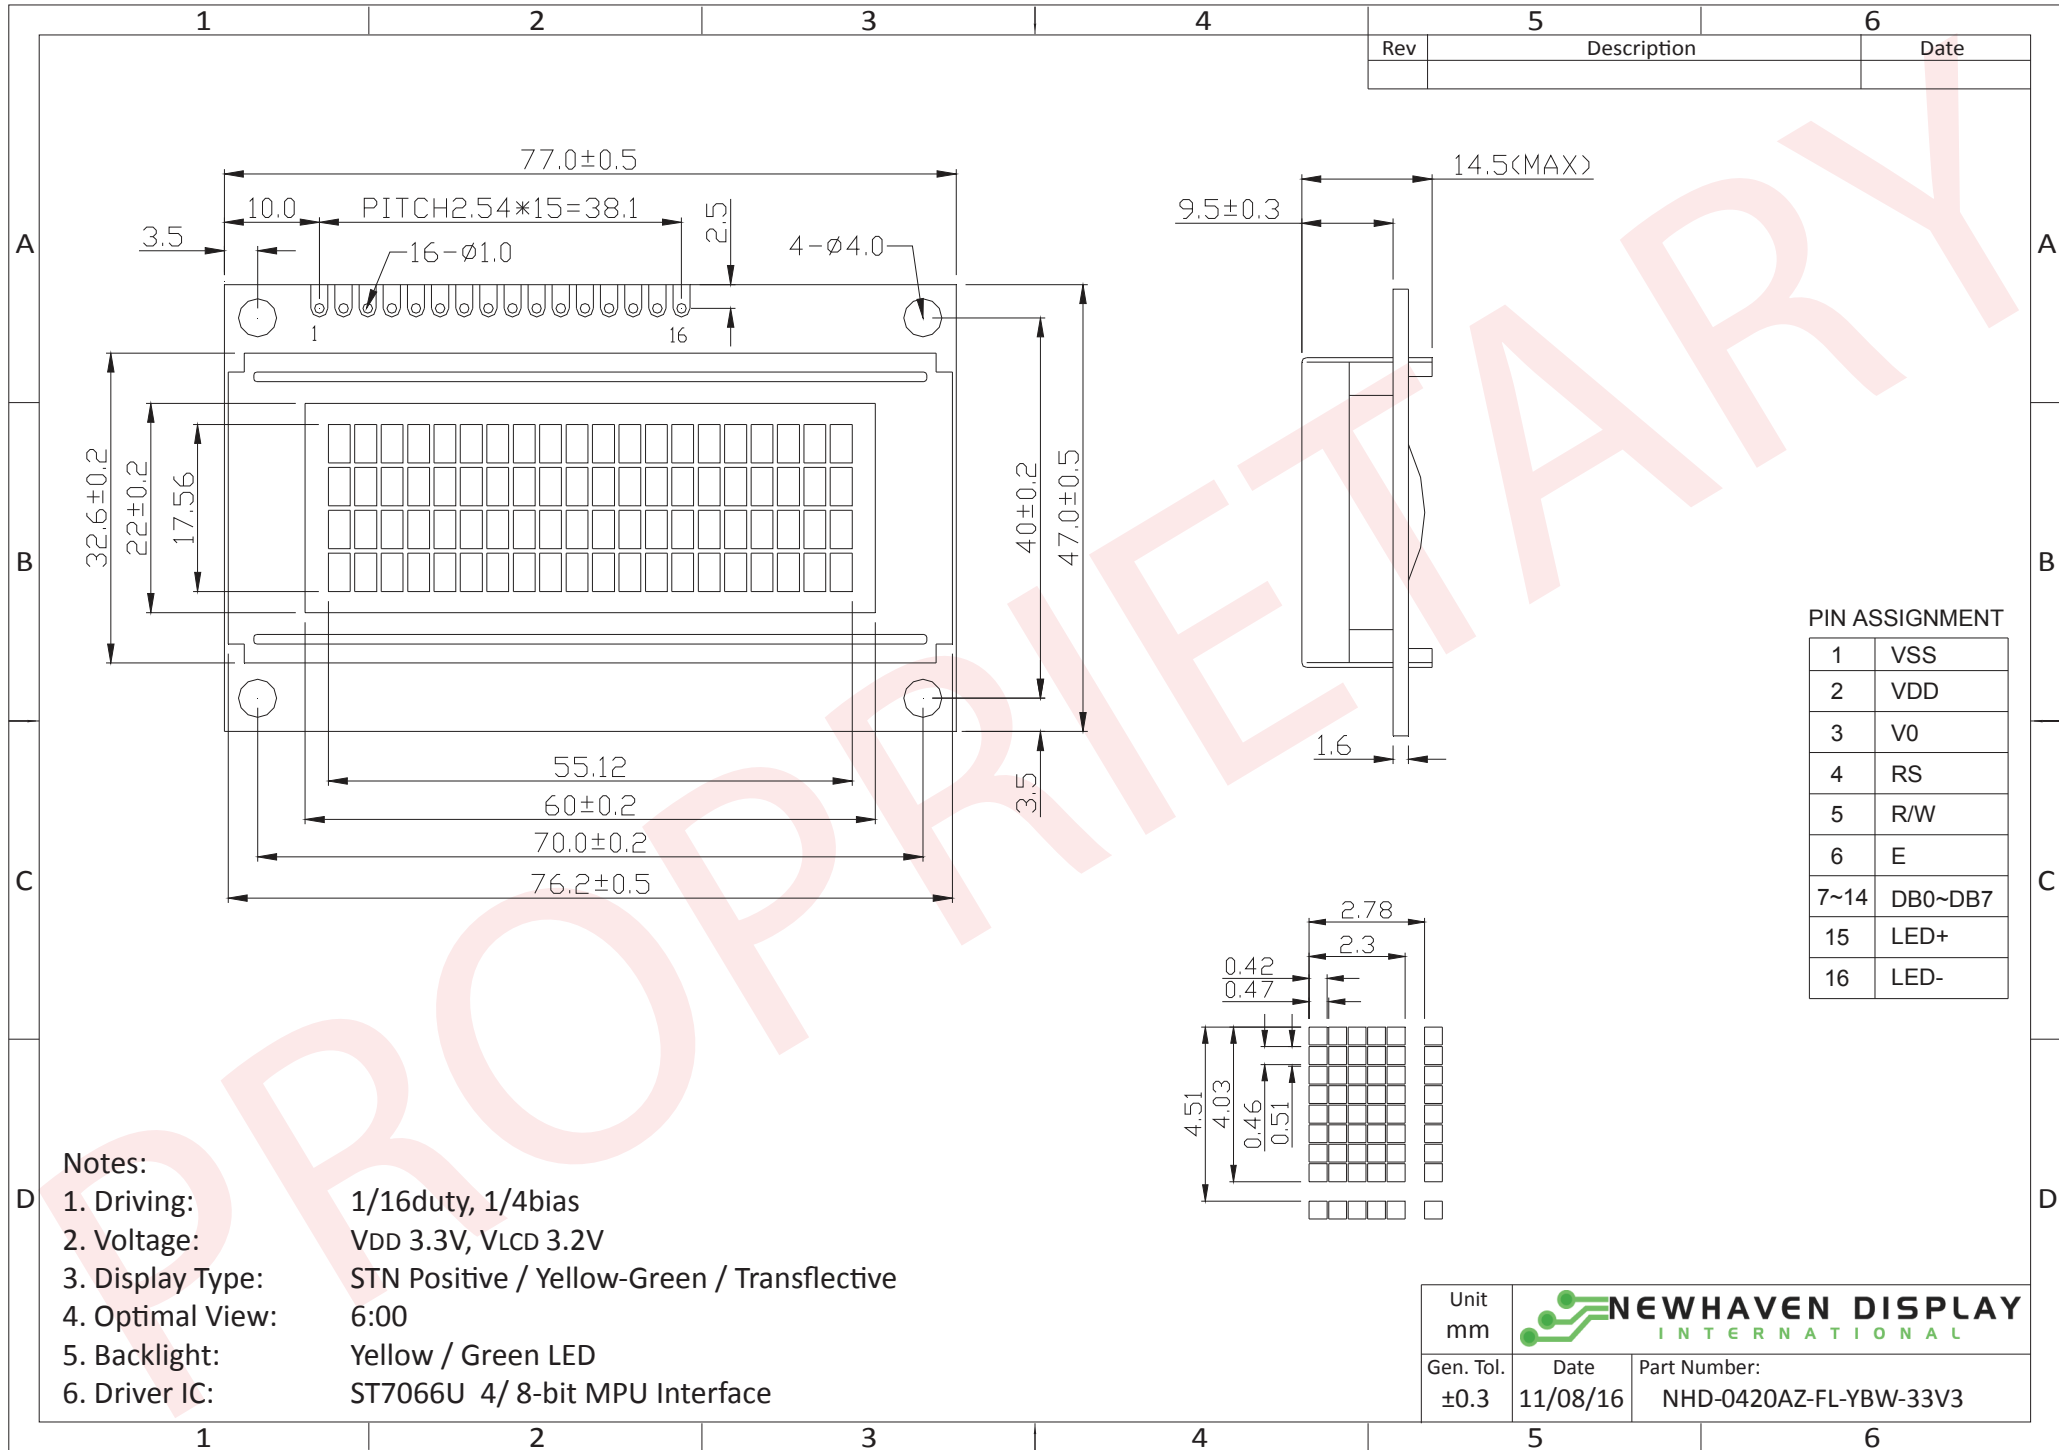 1 2 3 4 5 6
Rev Description Date
77.0±0.5
10.0 PITCH2.54*15=38.1
2.5
3.5
16-Ø1.0
4-Ø4.0
1 16
14.5(MAX)
9.5±0.3
A A
32.6±0.2
22±0.2
17.56
40±0.2
47.0±0.5
B B
3.5
1.6
55.12
60±0.2
70.0±0.2
76.2±0.5
PIN ASSIGNMENT
1 VSS
2 VDD
3 V0
4 RS
5 R/W
6 E
7~14 DB0~DB7
15 LED+
16 LED-
C C
2.78
2.3
0.42
0.47
4.51
4.03
0.46
0.51
D D
Notes:
1. Driving: 1/16duty, 1/4bias
2. Voltage: VDD 3.3V, VLCD 3.2V
3. Display Type: STN Positive / Yellow-Green / Transflective
4. Optimal View: 6:00
5. Backlight: Yellow / Green LED
6. Driver IC: ST7066U 4/ 8-bit MPU Interface
Unit
mm
NEWHAVEN DISPLAY
INTERNATIONAL
Gen. Tol.
±0.3
Date
11/08/16
Part Number:
NHD-0420AZ-FL-YBW-33V3
1 2 3 4 5 6
PROPRIETARY